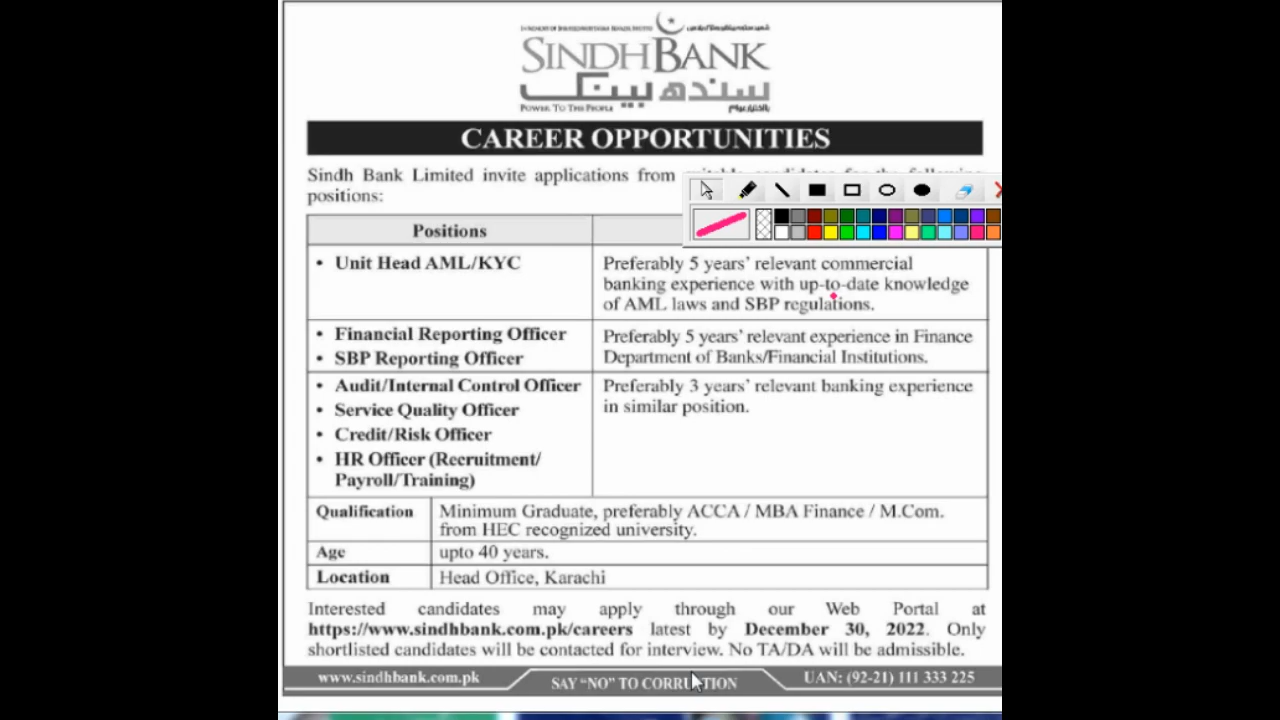 SINDHBANK
سندھ بینک
POWER TO THE PEOPLE
CAREER OPPORTUNITIES
Sindh Bank Limited invite applications from
positions:
Positions
• Unit Head AML/KYC
Preferably 5 years' relevant commercial
banking experience with up-to-date knowledge
of AML laws and SBP regulations.
• Financial Reporting Officer
• SBP Reporting Officer
Preferably 5 years' relevant experience in Finance
Department of Banks/Financial Institutions.
• Audit/Internal Control Officer
• Service Quality Officer
• Credit/Risk Officer
• HR Officer (Recruitment/
Payroll/Training)
Preferably 3 years' relevant banking experience
in similar position.
Qualification
Minimum Graduate, preferably ACCA / MBA Finance / M.Com.
from HEC recognized university.
Age
upto 40 years.
Location
Head Office, Karachi
Interested candidates may apply through our Web Portal at
https://www.sindhbank.com.pk/careers latest by December 30, 2022. Only
shortlisted candidates will be contacted for interview. No TA/DA will be admissible.
www.sindhbank.com.pk
SAY “NO” TO CORRUPTION
UAN: (92-21) 111 333 225